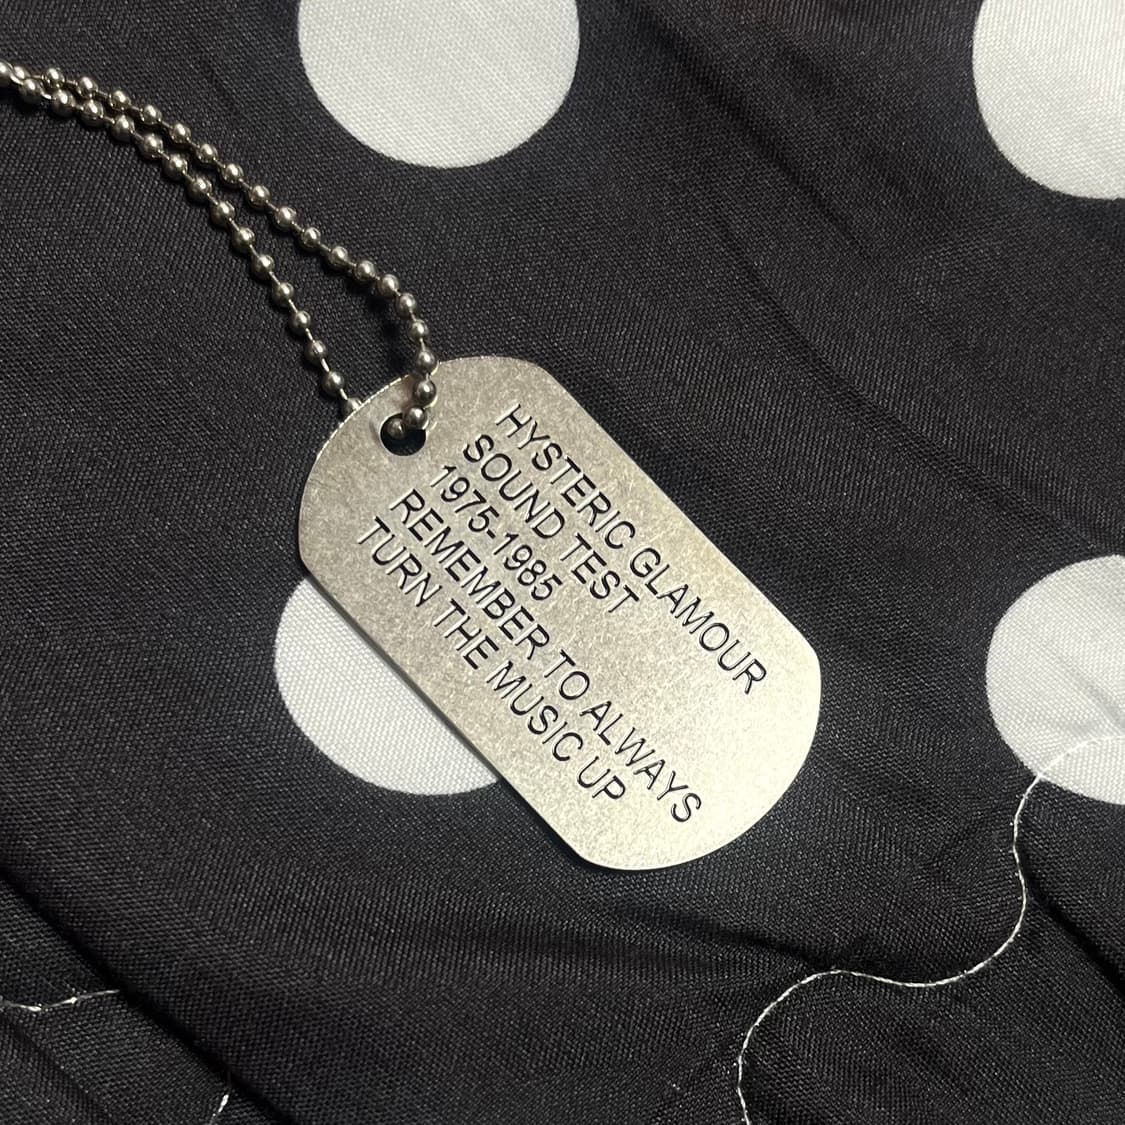 HYSTERIC GLAMOUR
SOUND TEST
1975-1985
REMEMBER TO ALWAYS
TURN THE MUSIC UP